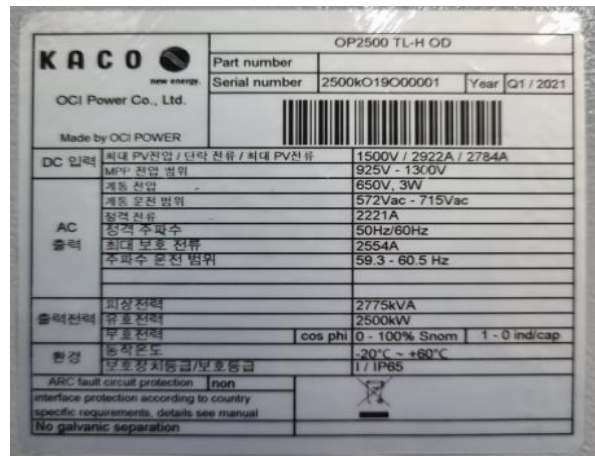 OP2500 TL-H OD
KACO
new energy.
Part number
Serial number 2500kO19O00001 Year Q1 / 2021
OCI Power Co., Ltd.
Made by OCI POWER
DC 입력 최대 PV전압 / 단락 전류 / 최대 PV전류 1500V / 2922A / 2784A
MPP 전압 범위 925V - 1300V
AC 출력
계통 전압 - 650V, 3W
계통 운전 범위 572Vac - 715Vac
정격 전류 2221A
정격 주파수 50Hz/60Hz
최대 보호 전류 2554A
주파수 운전 범위 59.3 - 60.5 Hz
출력전력
피상전력 2775kVA
유효전력 2500kW
무효전력 cos phi 0 - 100% Snom 1 - 0 ind/cap
환경
동작온도 -20°C ~ +60°C
보호장치등급/보호등급 I / IP65
ARC fault circuit protection non
interface protection according to country
specific requirements. details see manual
No galvanic separation